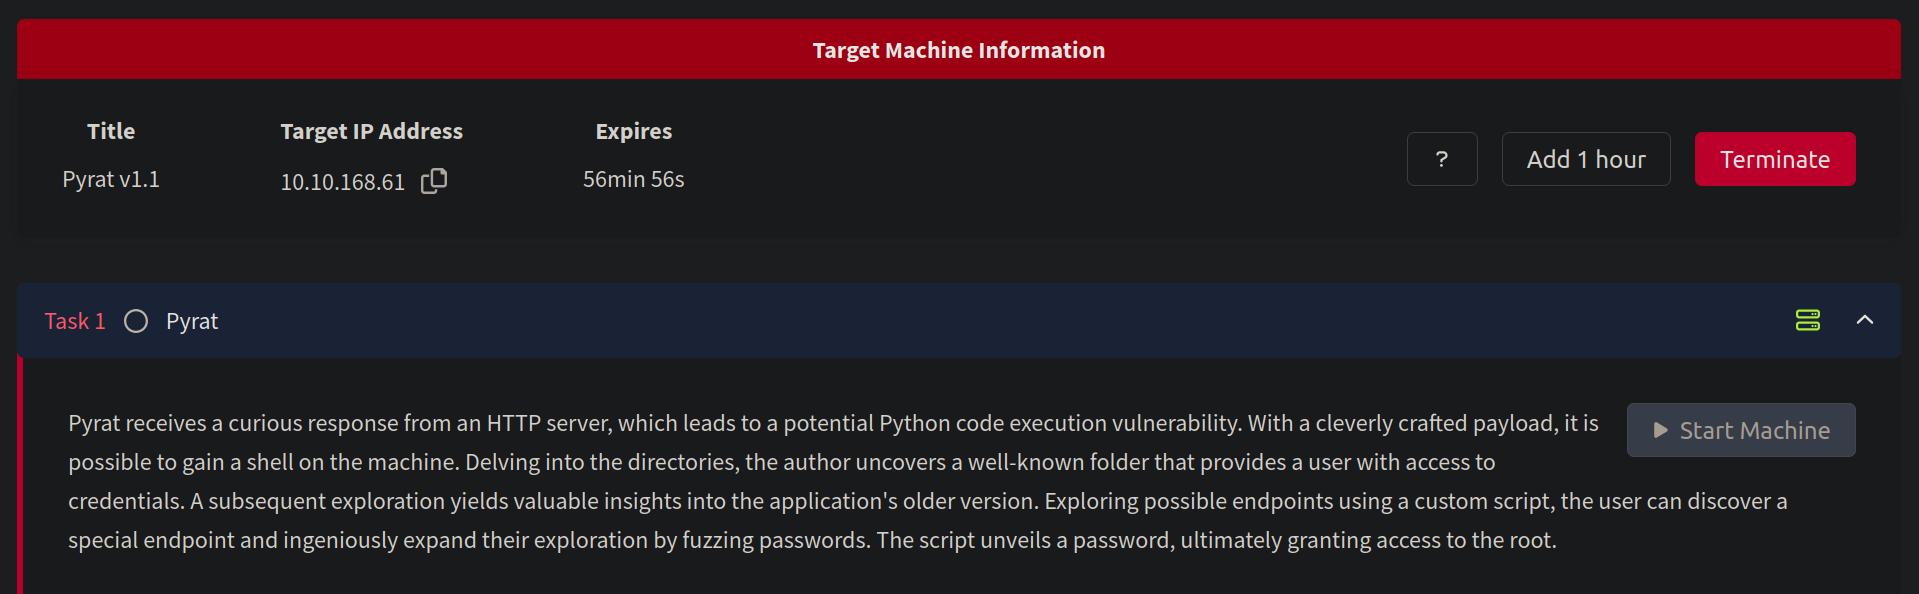 Target Machine Information
Title
Target IP Address
Expires
Pyrat v1.1
10.10.168.61
56min 56s
?
Add 1 hour
Terminate
Task 1
Pyrat
Pyrat receives a curious response from an HTTP server, which leads to a potential Python code execution vulnerability. With a cleverly crafted payload, it is
possible to gain a shell on the machine. Delving into the directories, the author uncovers a well-known folder that provides a user with access to
credentials. A subsequent exploration yields valuable insights into the application's older version. Exploring possible endpoints using a custom script, the user can discover a
special endpoint and ingeniously expand their exploration by fuzzing passwords. The script unveils a password, ultimately granting access to the root.
Start Machine